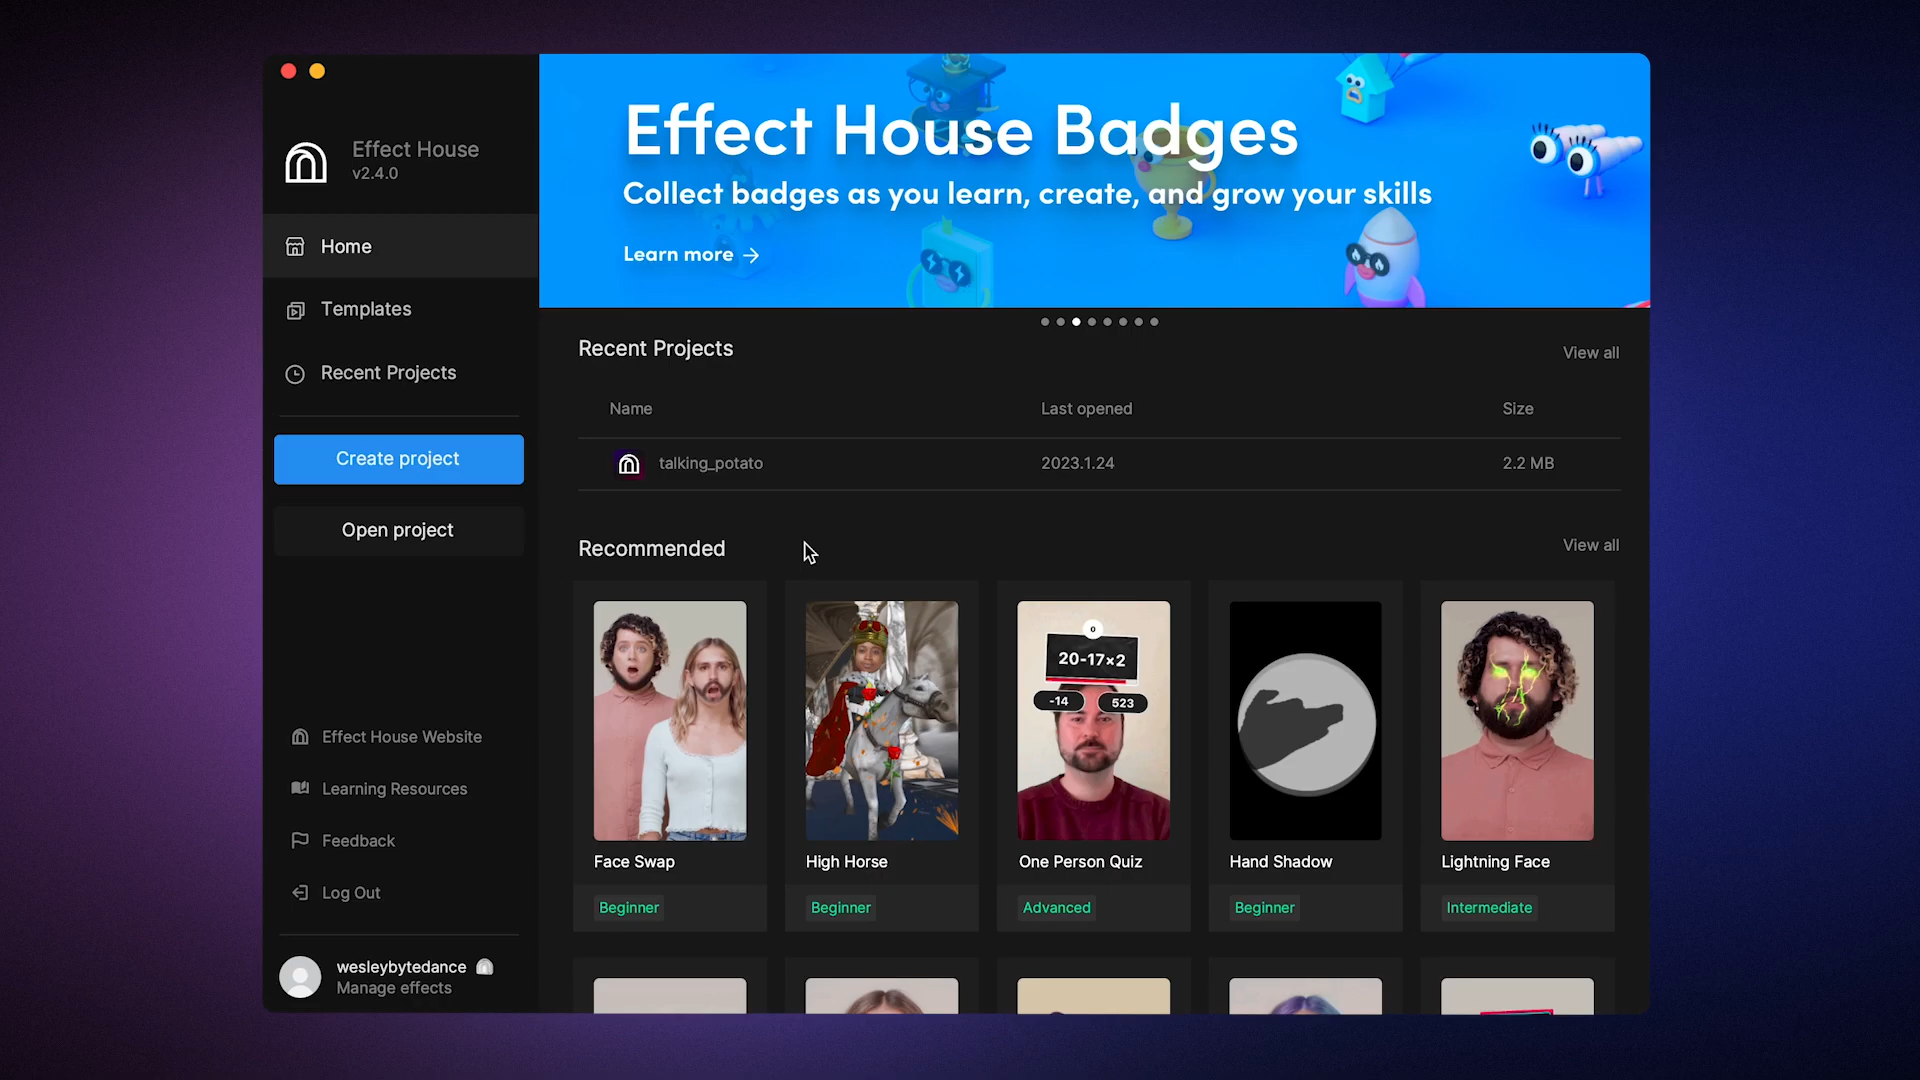 Effect House
v2.4.0
Home
Templates
Recent Projects
Create project
Open project
Effect House Website
Learning Resources
Feedback
Log Out
wesleybytedance
Manage effects
Effect House Badges
Collect badges as you learn, create, and grow your skills
Learn more →
Recent Projects
View all
Name Last opened Size
talking_potato 2023.1.24 2.2 MB
Recommended
View all
0
20-17×2
-14 523
Face Swap High Horse One Person Quiz Hand Shadow Lightning Face
Beginner Beginner Advanced Beginner Intermediate